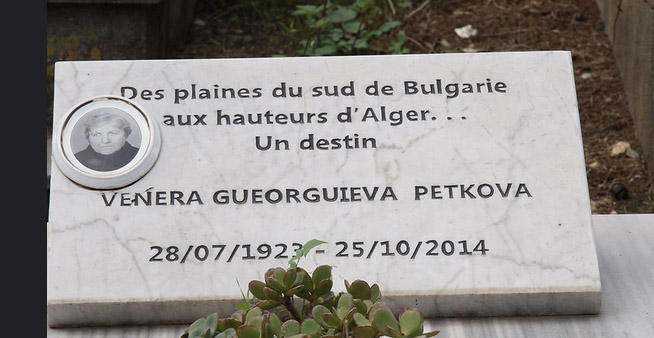 Des plaines du sud de Bulgarie
aux hauteurs d'Alger...
Un destin
VENERA GUEORGUIEVA PETKOVA
28/07/1923 - 25/10/2014